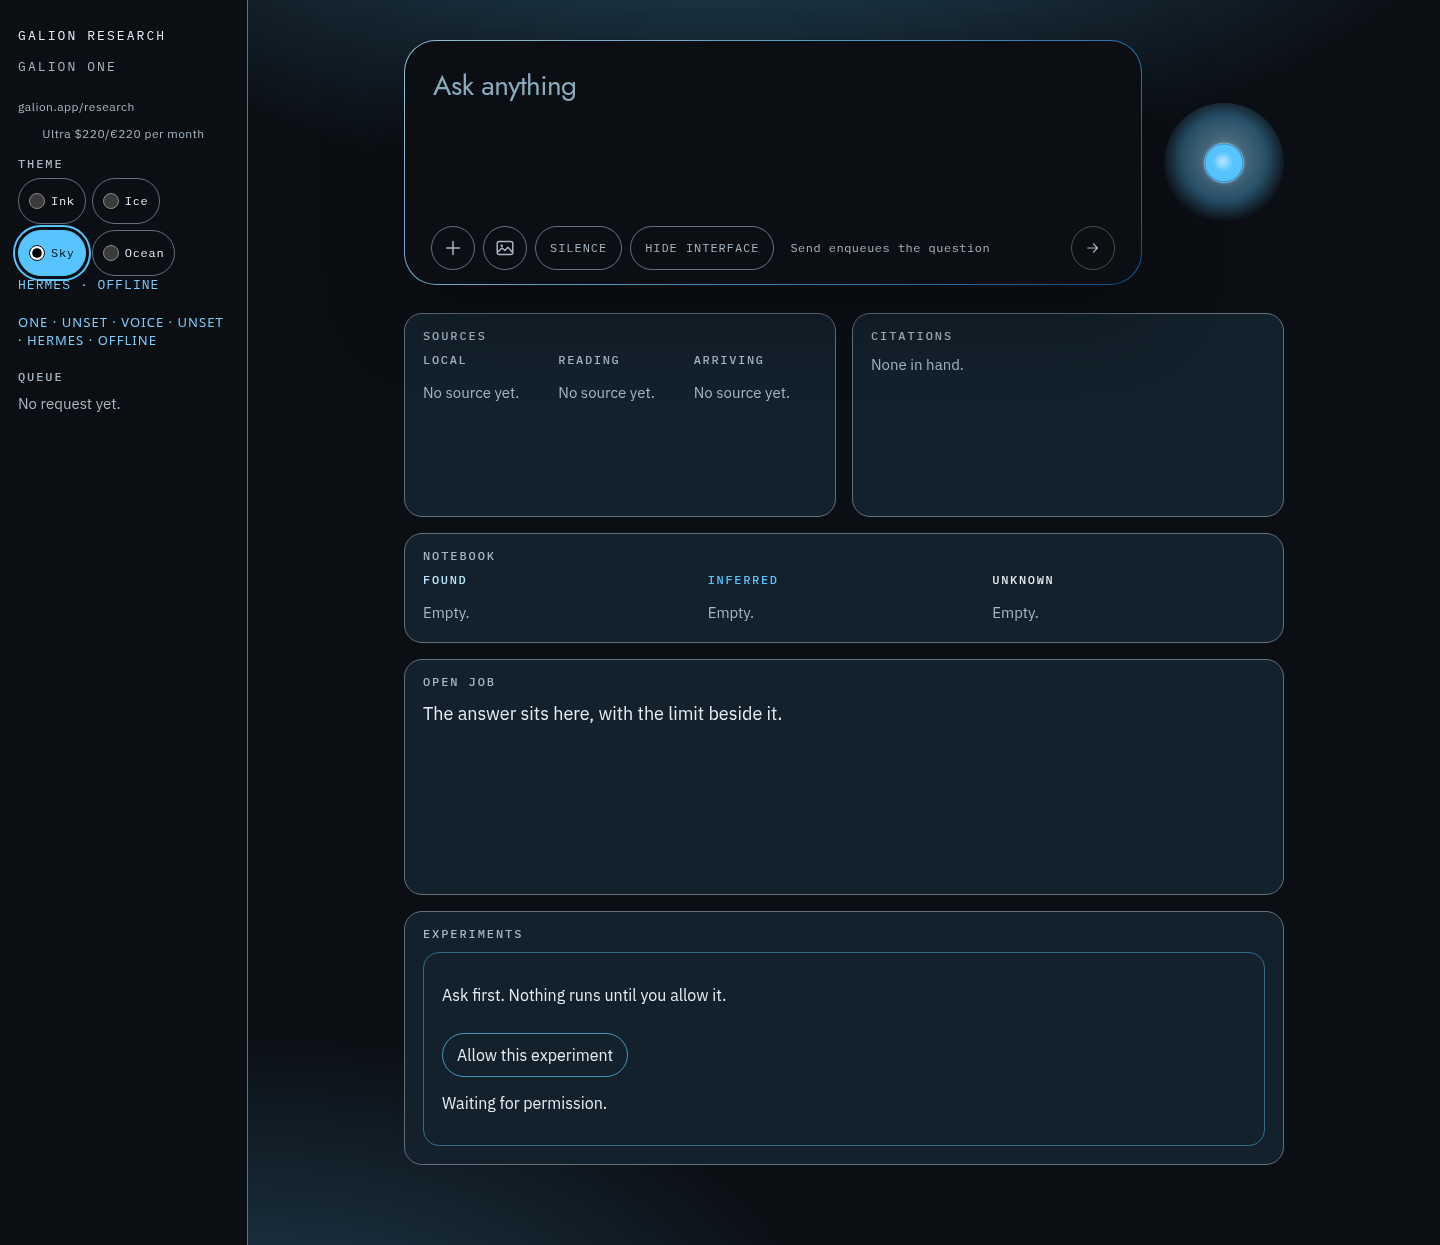 GALION RESEARCH
GALION ONE
galion.app/research
Ultra $220/€220 per month
THEME
Ink
Ice
Sky
Ocean
HERMES · OFFLINE
ONE · UNSET · VOICE · UNSET
· HERMES · OFFLINE
QUEUE
No request yet.
Ask anything
SILENCE
HIDE INTERFACE
Send enqueues the question
SOURCES
LOCAL
READING
ARRIVING
No source yet.
No source yet.
No source yet.
CITATIONS
None in hand.
NOTEBOOK
FOUND
INFERRED
UNKNOWN
Empty.
Empty.
Empty.
OPEN JOB
The answer sits here, with the limit beside it.
EXPERIMENTS
Ask first. Nothing runs until you allow it.
Allow this experiment
Waiting for permission.